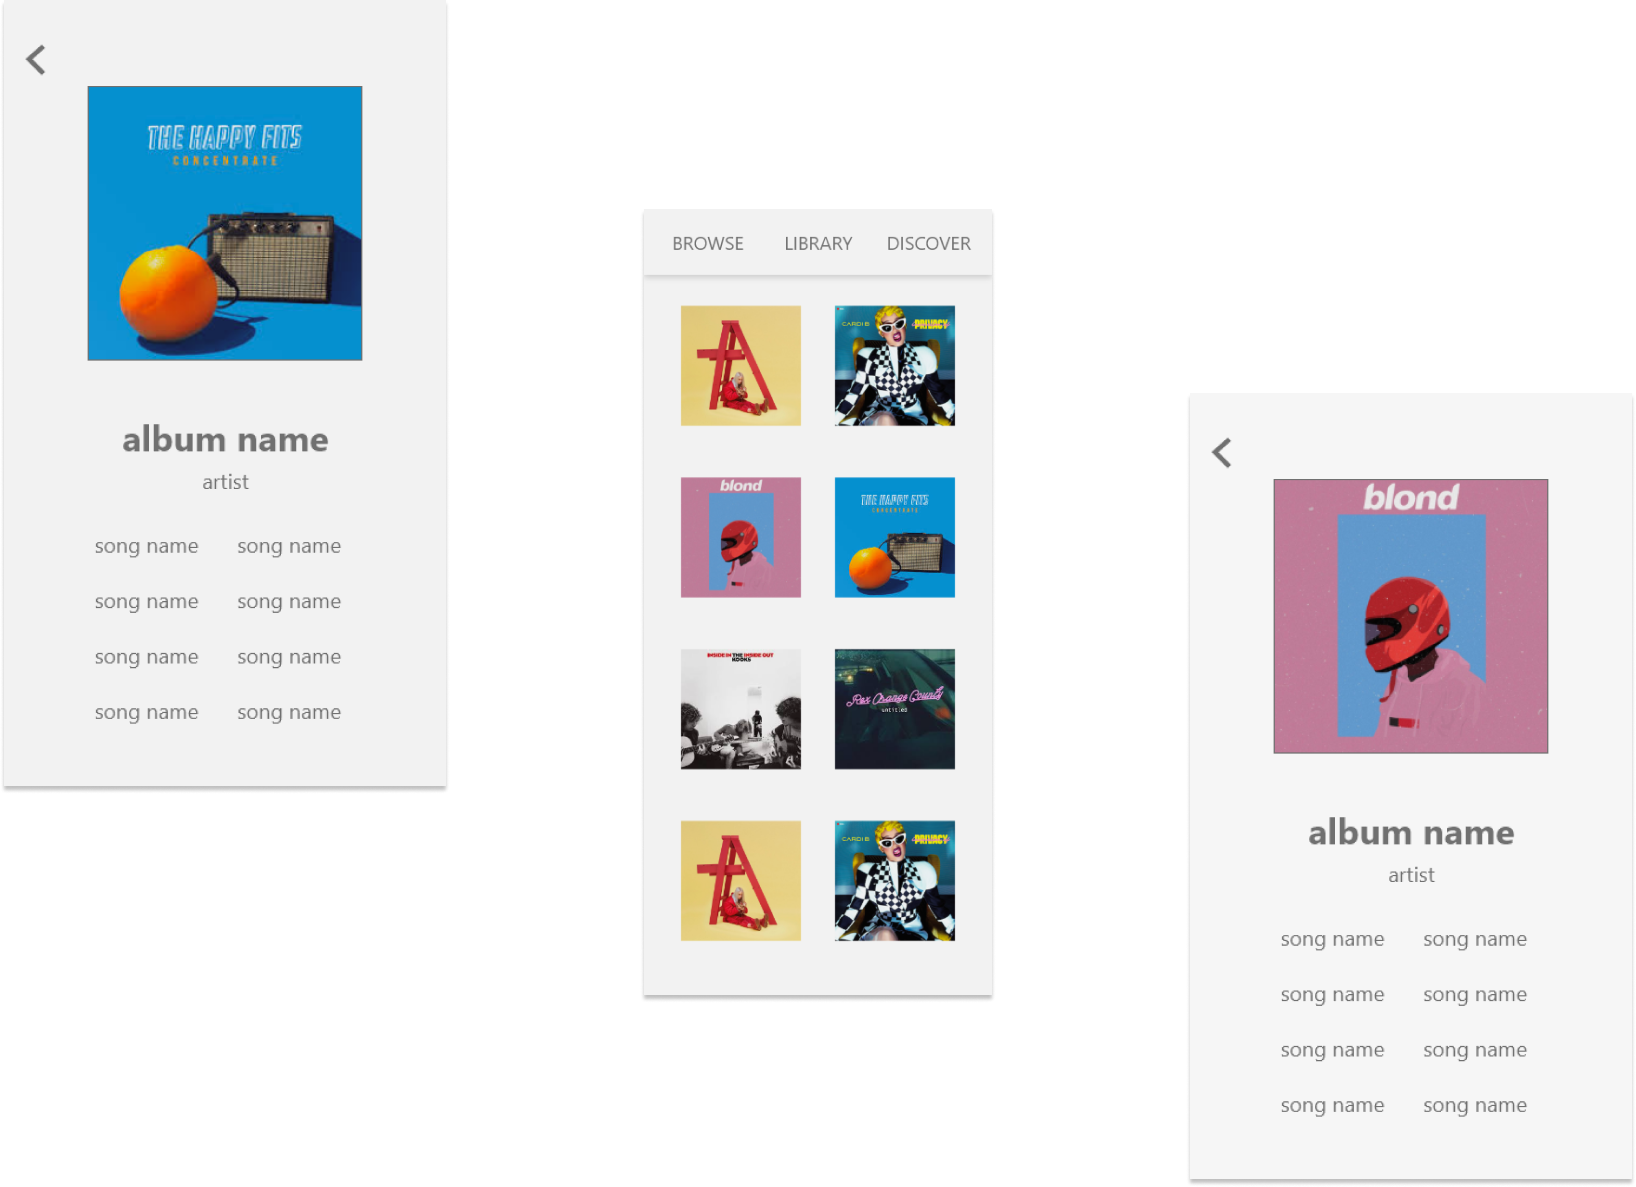 THE HAPPY FITS
CONCENTRATE
album name
artist
song name song name
song name song name
song name song name
song name song name
BROWSE LIBRARY DISCOVER
CARDI B PRIVACY
blond
THE HAPPY FITS
CONCENTRATE
INSIDE IN THE INSIDE OUT
KOOKS
Rex Orange County
untitled
CARDI B PRIVACY
blond
album name
artist
song name song name
song name song name
song name song name
song name song name